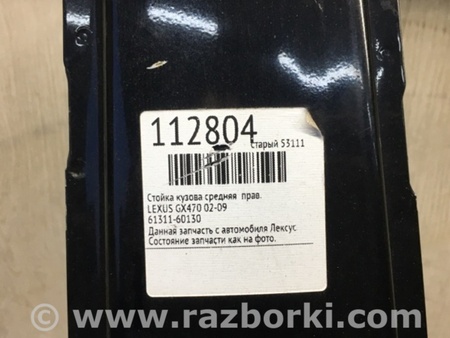 112804 старый 53111
Стойка кузова средняя прав.
LEXUS GX470 02-09
61311-60130
Данная запчасть с автомобиля Лексус
Состояние запчасти как на фото.
© www.razborki.com